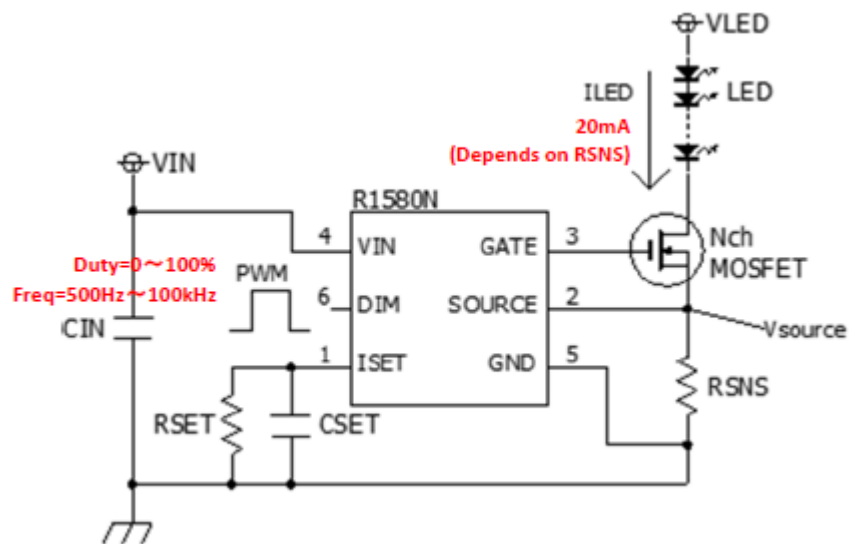 VLED
ILED
LED
20mA
(Depends on RSNS)
VIN
R1580N
4
VIN
GATE
3
Nch
MOSFET
Duty=0～100%
PWM
Freq=500Hz～100kHz
6
DIM
SOURCE
2
Vsource
CIN
1
ISET
GND
5
RSNS
RSET
CSET